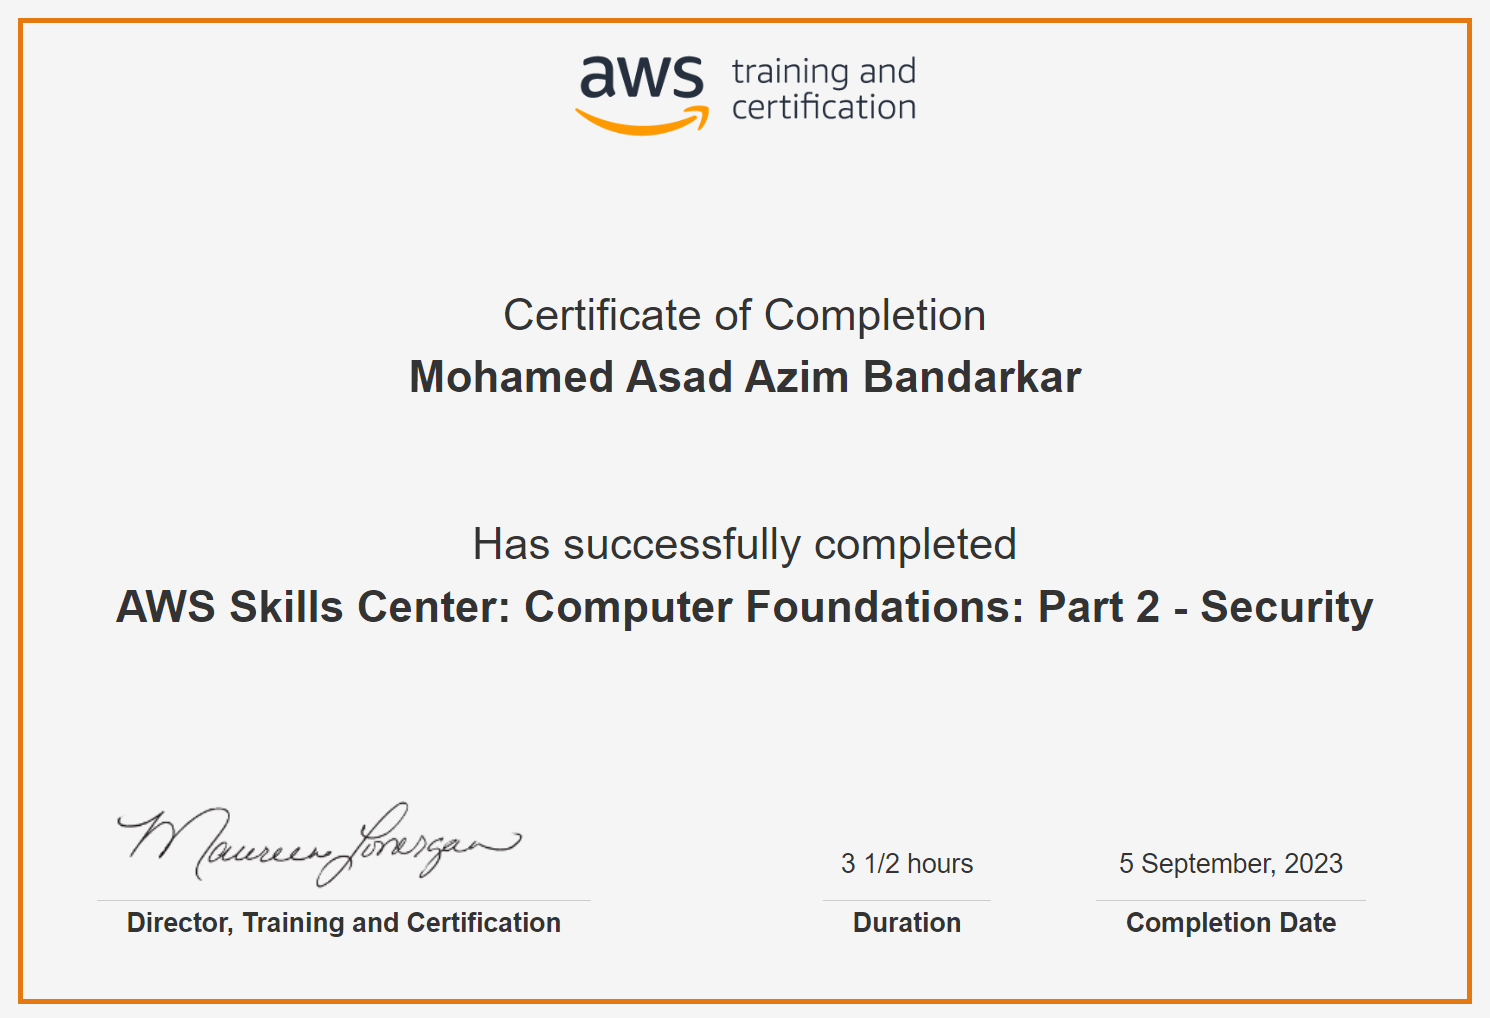 aws training and
certification
Certificate of Completion
Mohamed Asad Azim Bandarkar
Has successfully completed
AWS Skills Center: Computer Foundations: Part 2 - Security
Maureen Lonergan
3 1/2 hours
5 September, 2023
Director, Training and Certification
Duration
Completion Date